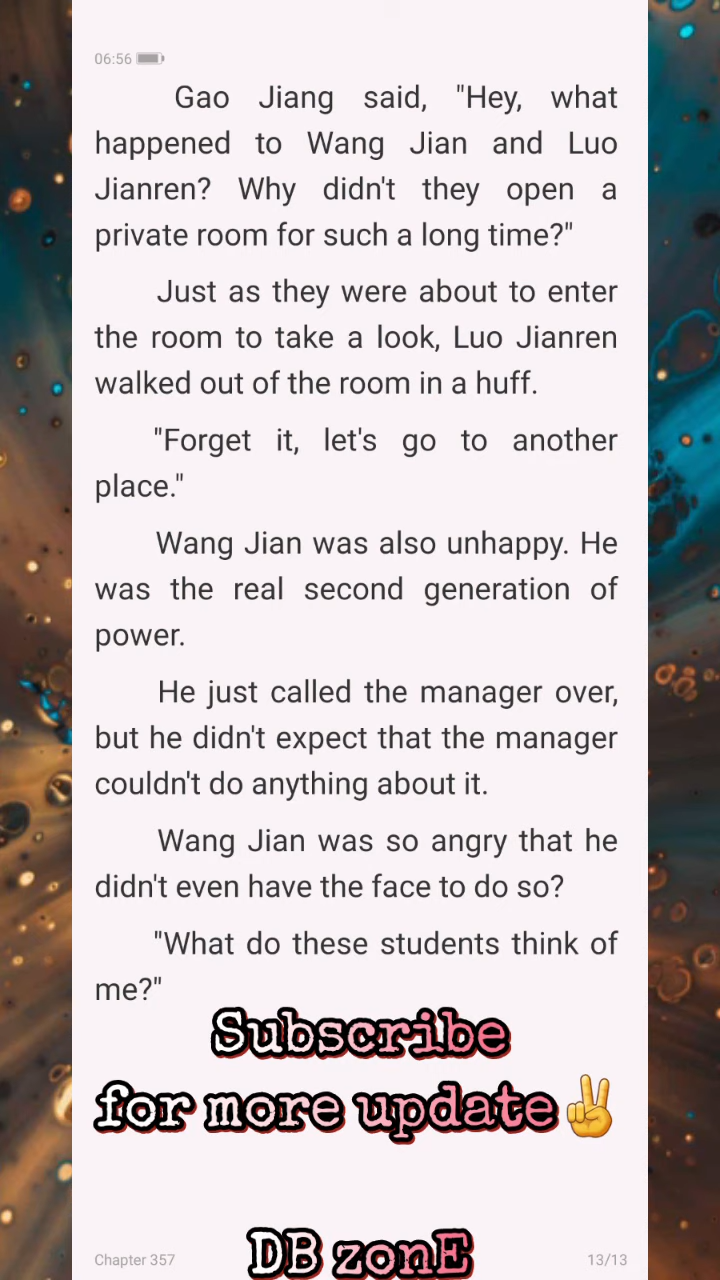 06:56
Gao Jiang said, "Hey, what
happened to Wang Jian and Luo
Jianren? Why didn't they open a
private room for such a long time?"
Just as they were about to enter
the room to take a look, Luo Jianren
walked out of the room in a huff.
"Forget it, let's go to another
place."
Wang Jian was also unhappy. He
was the real second generation of
power.
He just called the manager over,
but he didn't expect that the manager
couldn't do anything about it.
Wang Jian was so angry that he
didn't even have the face to do so?
"What do these students think of
me?"
Subscribe
for more update✌️
DB zonE
Chapter 357 13/13